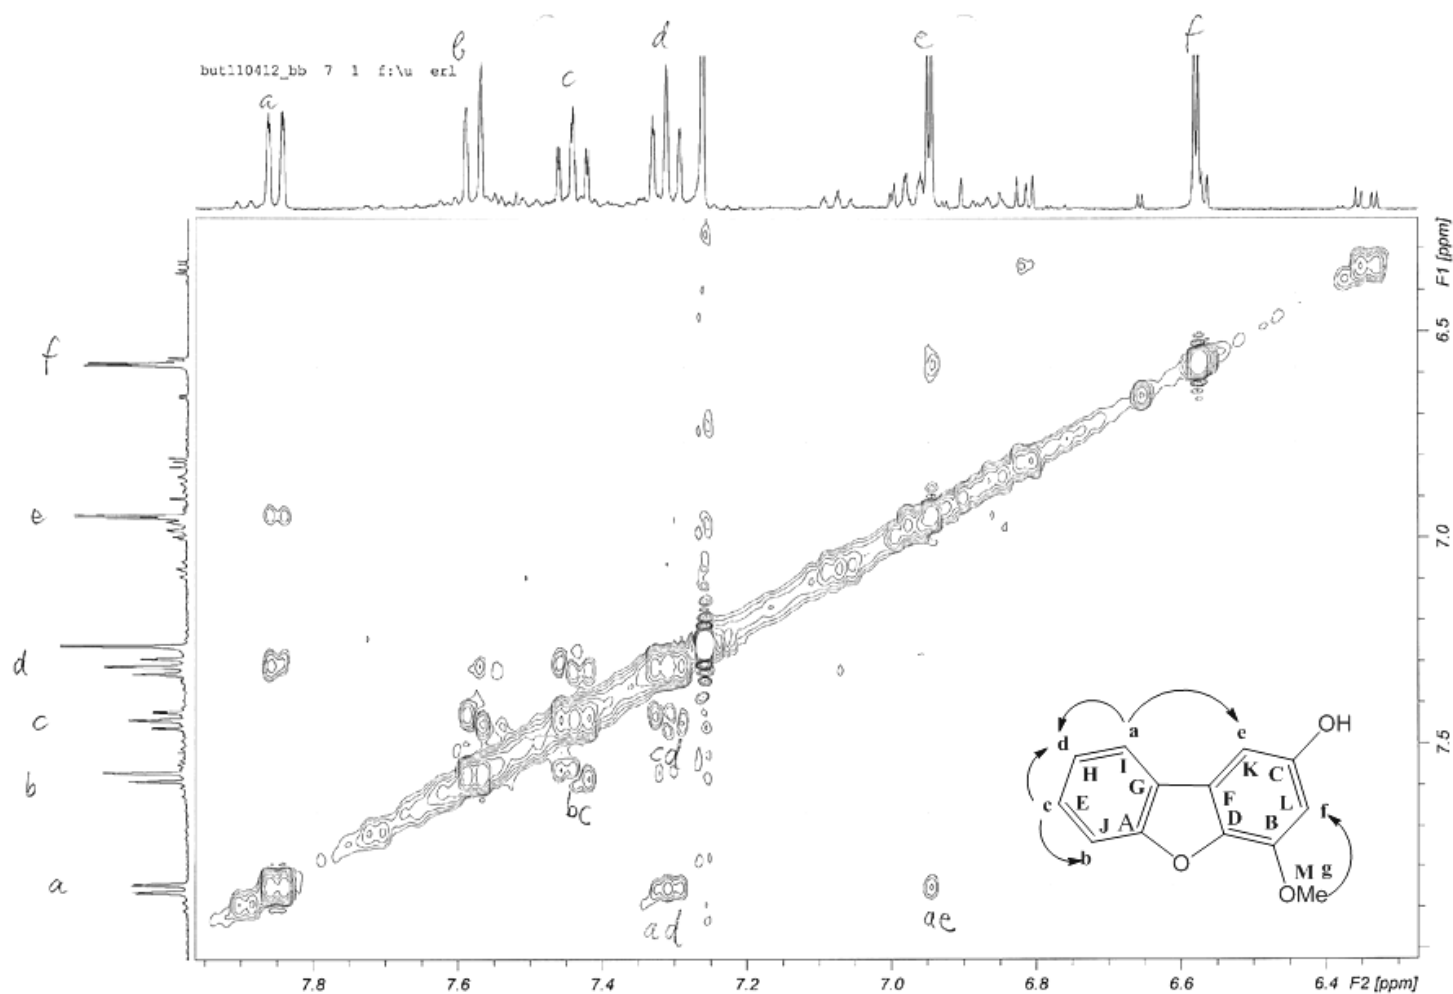 a b c d e f
but110412_bb 7 1 f:\u erl
f
e
d
c
b
a
F1 [ppm]
6.5
7.0
7.5
cd
bc
ad
ae
OH
a e
d
H I K C
G
c E F L f
J A D B
b
O
M g
OMe
7.8 7.6 7.4 7.2 7.0 6.8 6.6 6.4 F2 [ppm]